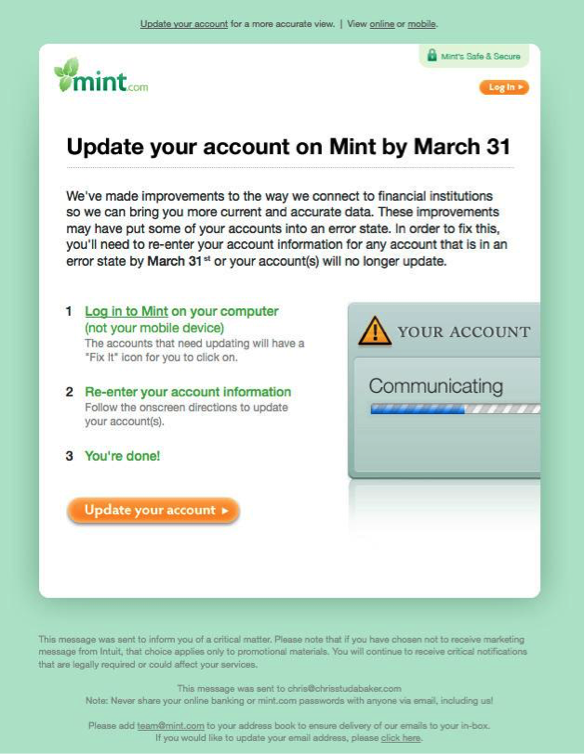 Update your account for a more accurate view. | View online or mobile.
Mint's Safe & Secure
mint.com
Log In
Update your account on Mint by March 31
We've made improvements to the way we connect to financial institutions
so we can bring you more current and accurate data. These improvements
may have put some of your accounts into an error state. In order to fix this,
you'll need to re-enter your account information for any account that is in an
error state by March 31st or your account(s) will no longer update.
1 Log in to Mint on your computer
(not your mobile device)
The accounts that need updating will have a
"Fix It" icon for you to click on.
2 Re-enter your account information
Follow the onscreen directions to update
your account(s).
3 You're done!
Update your account
YOUR ACCOUNT
Communicating
This message was sent to inform you of a critical matter. Please note that if you have chosen not to receive marketing
message from Intuit, that choice applies only to promotional materials. You will continue to receive critical notifications
that are legally required or could affect your services.
This message was sent to chris@chrisstudabaker.com
Note: Never share your online banking or mint.com passwords with anyone via email, including us!
Please add team@mint.com to your address book to ensure delivery of our emails to your in-box.
If you would like to update your email address, please click here.